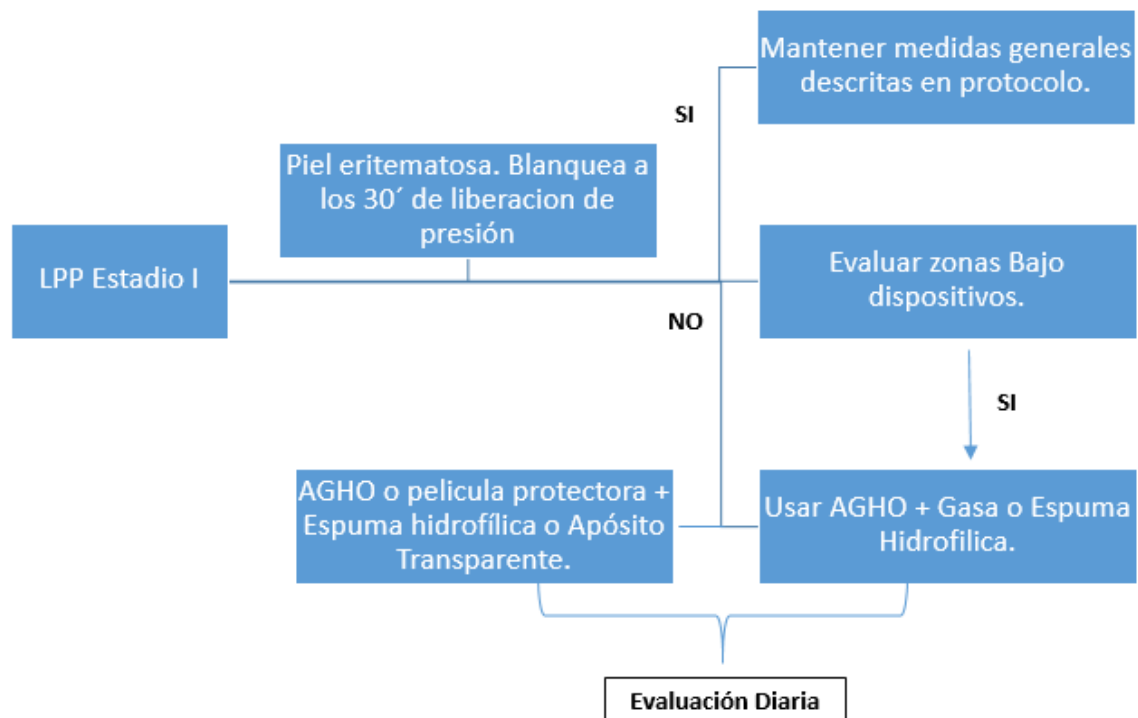 Mantener medidas generales
descritas en protocolo.
SI
Piel eritematosa. Blanquea a
los 30´ de liberacion de
presión
LPP Estadio I
Evaluar zonas Bajo
dispositivos.
NO
SI
AGHO o pelicula protectora +
Espuma hidrofílica o Apósito
Transparente.
Usar AGHO + Gasa o Espuma
Hidrofilica.
Evaluación Diaria